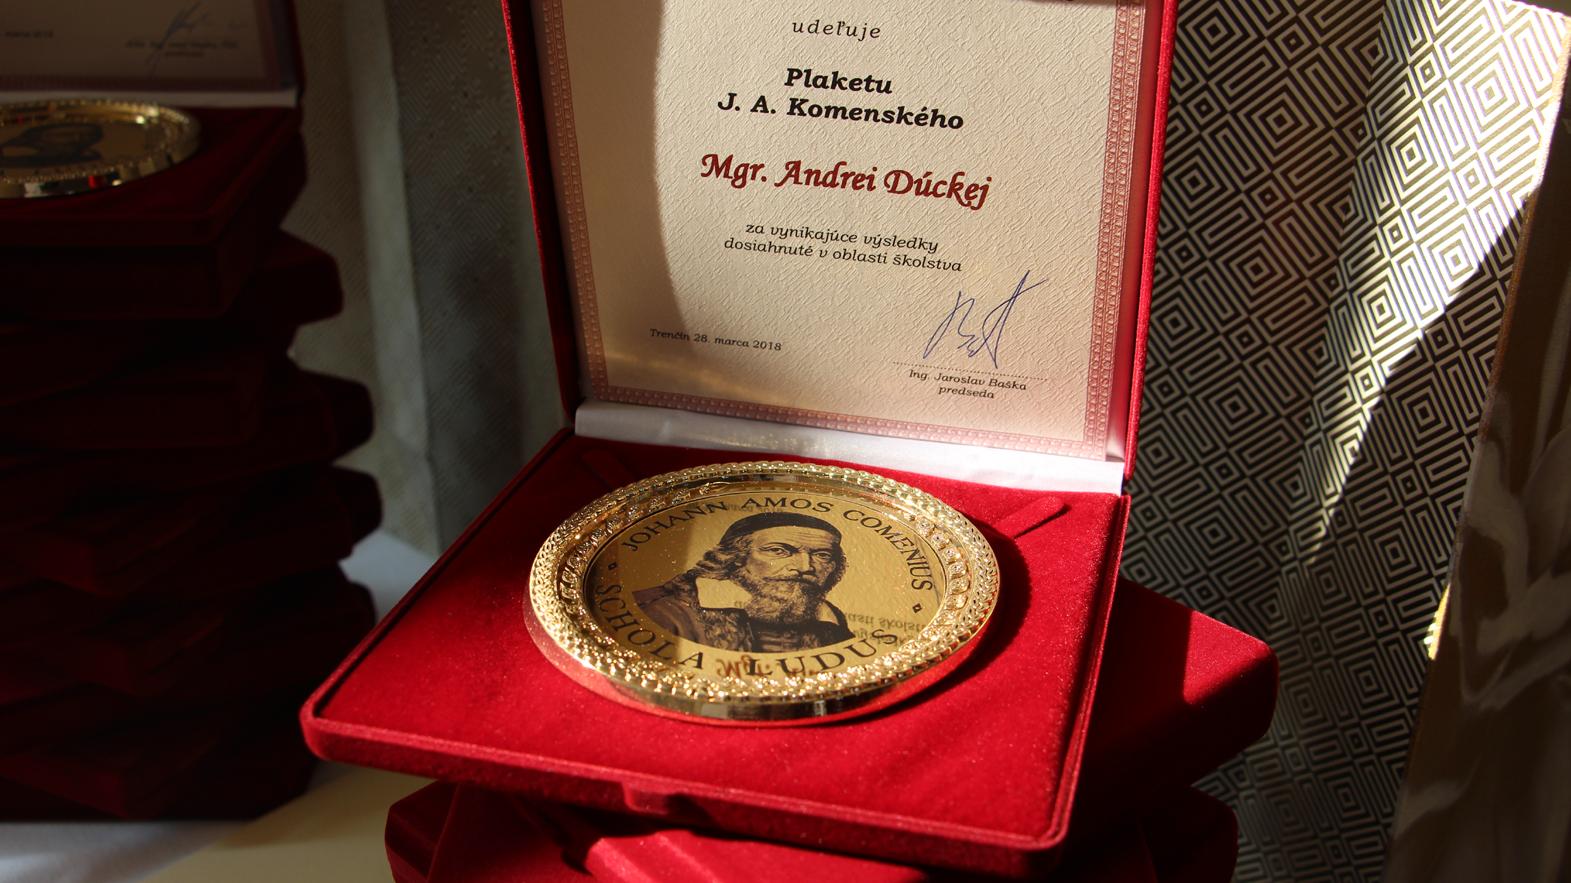 udeľuje
Plaketu
J. A. Komenského
Mgr. Andrei Dúckej
za vynikajúce výsledky
dosiahnuté v oblasti školstva
Trenčín 28. marca 2018
Ing. Jaroslav Baška
predseda
JOHANN AMOS COMENIUS
SCHOLA LUDUS